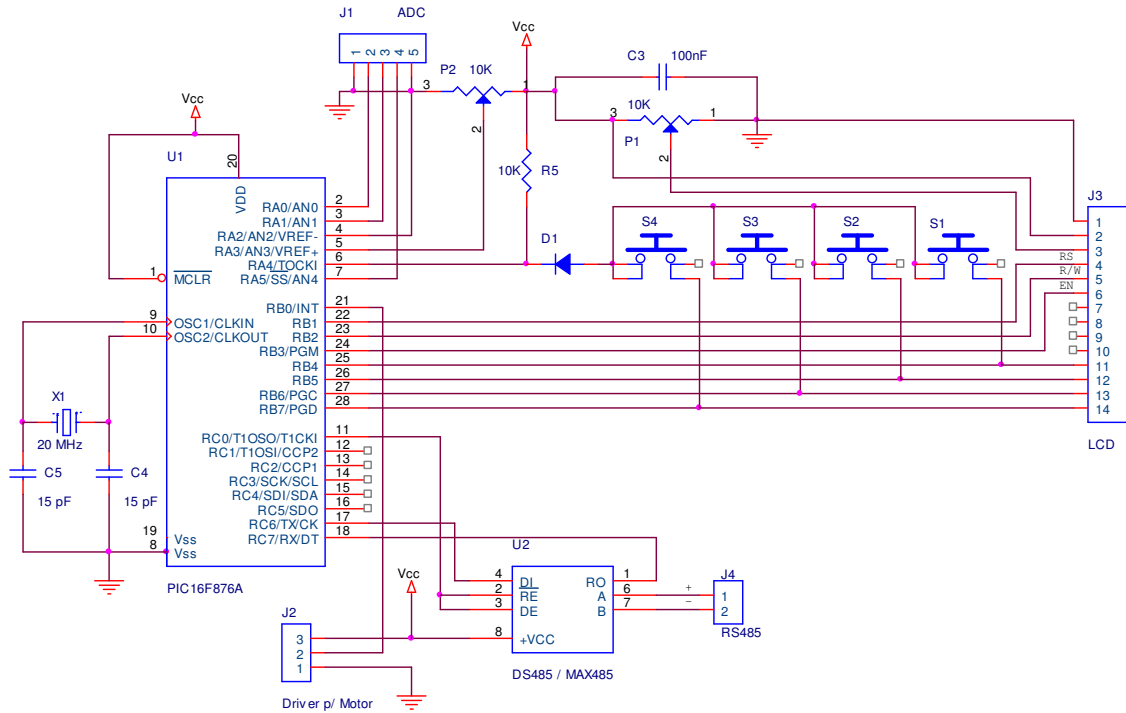 J1 ADC
1 2 3 4 5
Vcc
U1
20
VDD
1 MCLR
9 OSC1/CLKIN
10 OSC2/CLKOUT
19 Vss
8 Vss
PIC16F876A
RA0/AN0 2
RA1/AN1 3
RA2/AN2/VREF- 4
RA3/AN3/VREF+ 5
RA4/TOCKI 6
RA5/SS/AN4 7
RB0/INT 21
RB1 22
RB2 23
RB3/PGM 24
RB4 25
RB5 26
RB6/PGC 27
RB7/PGD 28
RC0/T1OSO/T1CKI 11
RC1/T1OSI/CCP2 12
RC2/CCP1 13
RC3/SCK/SCL 14
RC4/SDI/SDA 15
RC5/SDO 16
RC6/TX/CK 17
RC7/RX/DT 18
X1
20 MHz
C5
15 pF
C4
15 pF
Vcc
P2 10K
3 1
2
C3 100nF
10K
3 1
P1
2
10K R5
D1
S4 S3 S2 S1
J3
1
2
3
RS 4
R/W 5
EN 6
7
8
9
10
11
12
13
14
LCD
U2
4 DI
2 RE
3 DE
8 +VCC
RO 1
A 6
B 7
DS485 / MAX485
Vcc
+
-
J4
1
2
RS485
J2
3
2
1
Driver p/ Motor